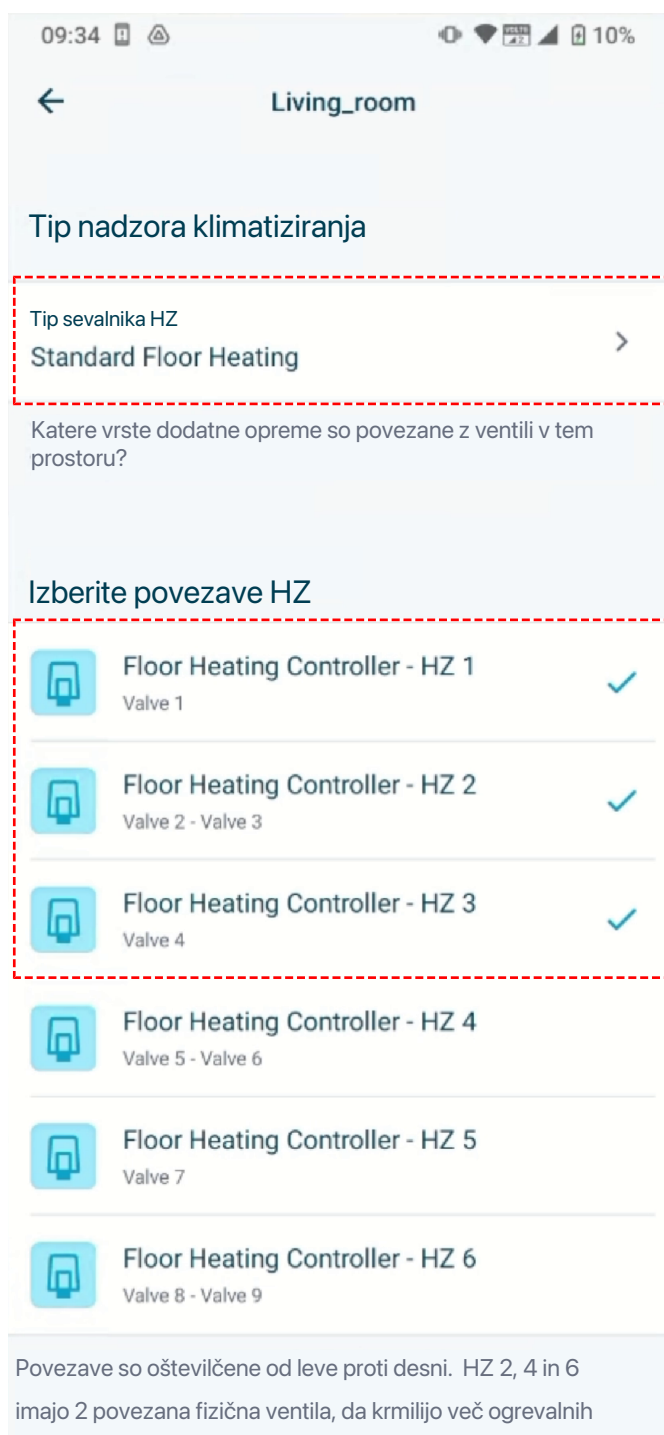 09:34 10%
Living_room
Tip nadzora klimatiziranja
Tip sevalnika HZ
Standard Floor Heating
Katere vrste dodatne opreme so povezane z ventili v tem
prostoru?
Izberite povezave HZ
Floor Heating Controller - HZ 1
Valve 1
Floor Heating Controller - HZ 2
Valve 2 - Valve 3
Floor Heating Controller - HZ 3
Valve 4
Floor Heating Controller - HZ 4
Valve 5 - Valve 6
Floor Heating Controller - HZ 5
Valve 7
Floor Heating Controller - HZ 6
Valve 8 - Valve 9
Povezave so oštevilčene od leve proti desni. HZ 2, 4 in 6
imajo 2 povezana fizična ventila, da krmilijo več ogrevalnih